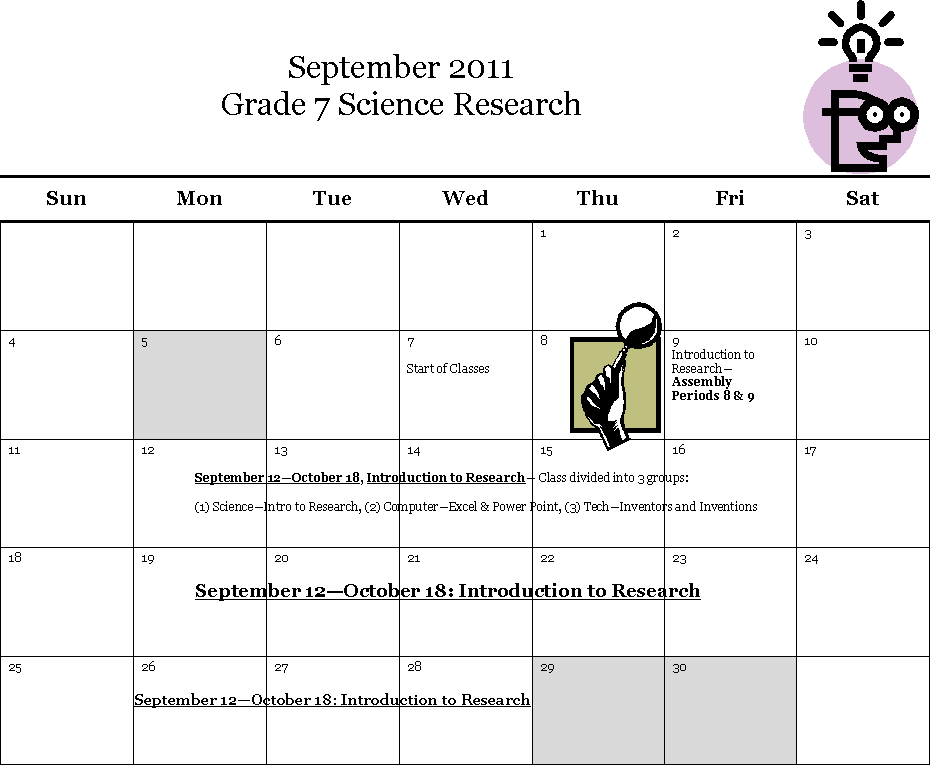 September 2011
Grade 7 Science Research
Sun Mon Tue Wed Thu Fri Sat
1 2 3
4 5 6 7 8 9 10
Start of Classes
Introduction to
Research—
Assembly
Periods 8 & 9
11 12 13 14 15 16 17
September 12—October 18, Introduction to Research— Class divided into 3 groups:
(1) Science—Intro to Research, (2) Computer—Excel & Power Point, (3) Tech—Inventors and Inventions
18 19 20 21 22 23 24
September 12—October 18: Introduction to Research
25 26 27 28 29 30
September 12—October 18: Introduction to Research